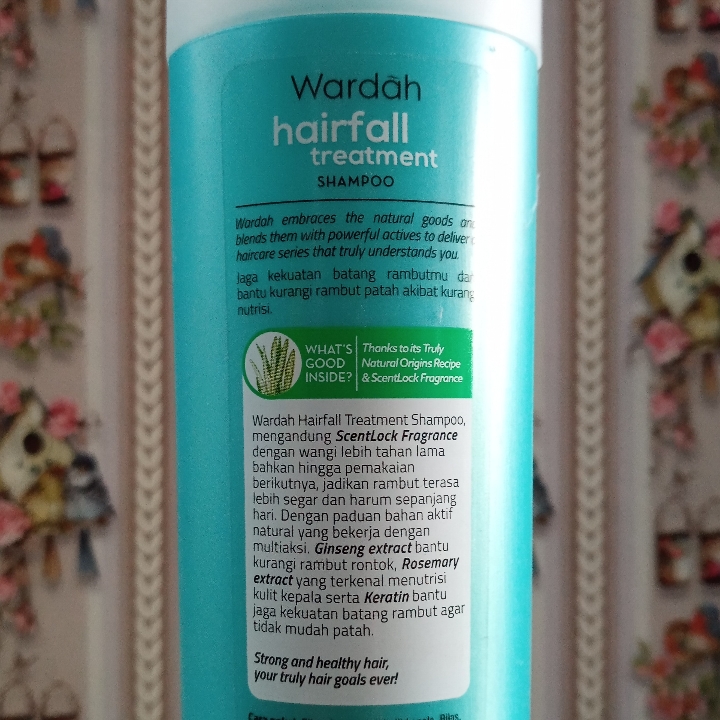 Wardah
hairfall
treatment
SHAMPOO
Wardah embraces the natural goods and
blends them with powerful actives to deliver
haircare series that truly understands you.
Jaga kekuatan batang rambutmu dan
bantu kurangi rambut patah akibat kurang
nutrisi.
WHAT'S
GOOD
INSIDE?
Thanks to its Truly
Natural Origins Recipe
& ScentLock Fragrance
Wardah Hairfall Treatment Shampoo,
mengandung ScentLock Fragrance
dengan wangi lebih tahan lama
bahkan hingga pemakaian
berikutnya, jadikan rambut terasa
lebih segar dan harum sepanjang
hari. Dengan paduan bahan aktif
natural yang bekerja dengan
multiaksi. Ginseng extract bantu
kurangi rambut rontok, Rosemary
extract yang terkenal menutrisi
kulit kepala serta Keratin bantu
jaga kekuatan batang rambut agar
tidak mudah patah.
Strong and healthy hair,
your truly hair goals ever!